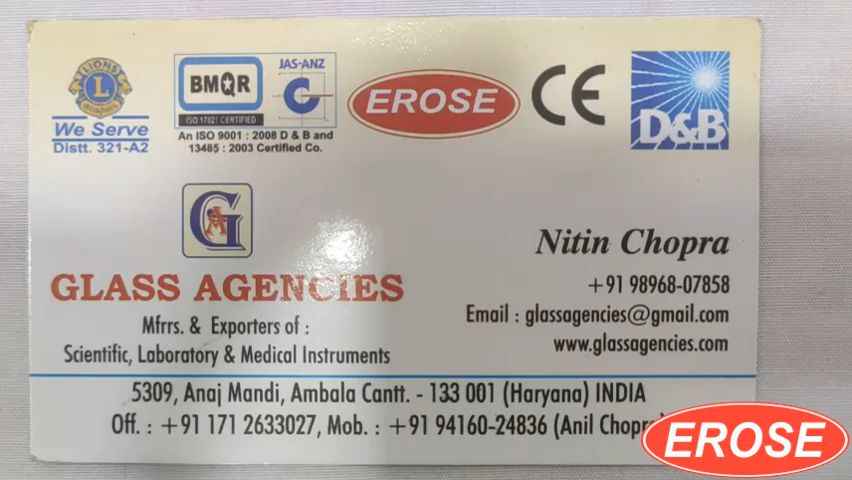 LIONS
L
We Serve
Distt. 321-A2
BMQR
ISO 17021 CERTIFIED
JAS-ANZ
An ISO 9001 : 2008 D & B and
13485 : 2003 Certified Co.
EROSE
CE
D&B
GLASS AGENCIES
Mfrrs. & Exporters of :
Scientific, Laboratory & Medical Instruments
Nitin Chopra
+91 98968-07858
Email : glassagencies@gmail.com
www.glassagencies.com
5309, Anaj Mandi, Ambala Cantt. - 133 001 (Haryana) INDIA
Off. : +91 171 2633027, Mob. : +91 94160-24836 (Anil
EROSE